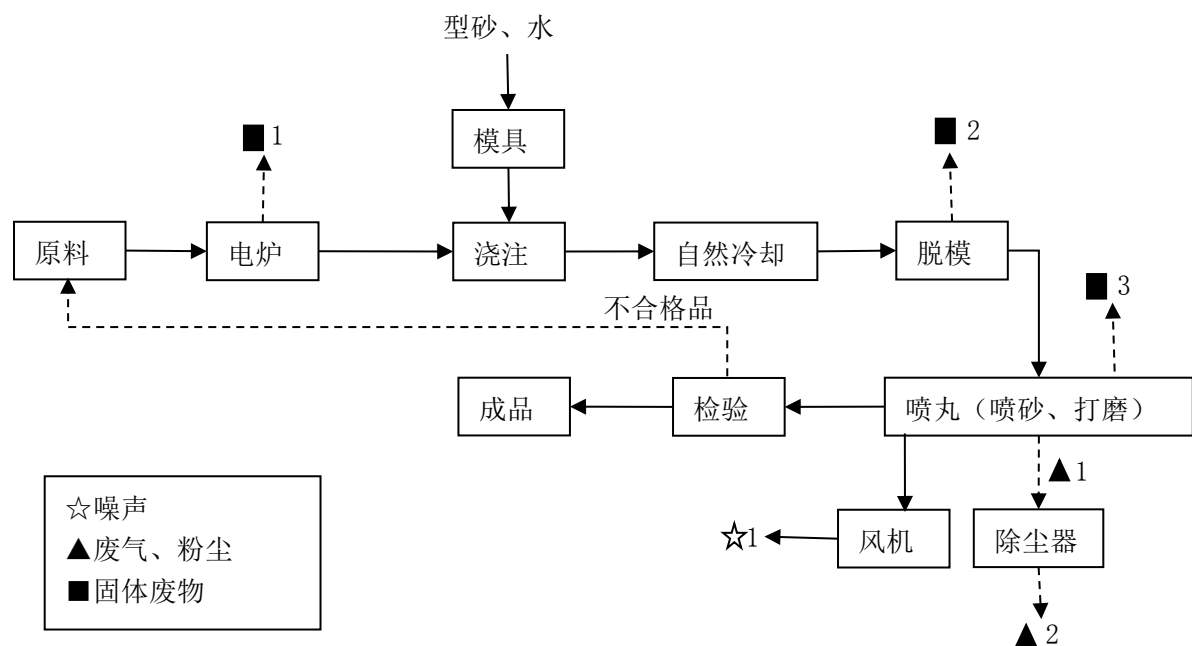 型砂、水
■1
模具
■2
原料
电炉
浇注
自然冷却
脱模
■3
不合格品
成品
检验
喷丸（喷砂、打磨）
▲1
☆噪声
▲废气、粉尘
■固体废物
☆1
风机
除尘器
▲2